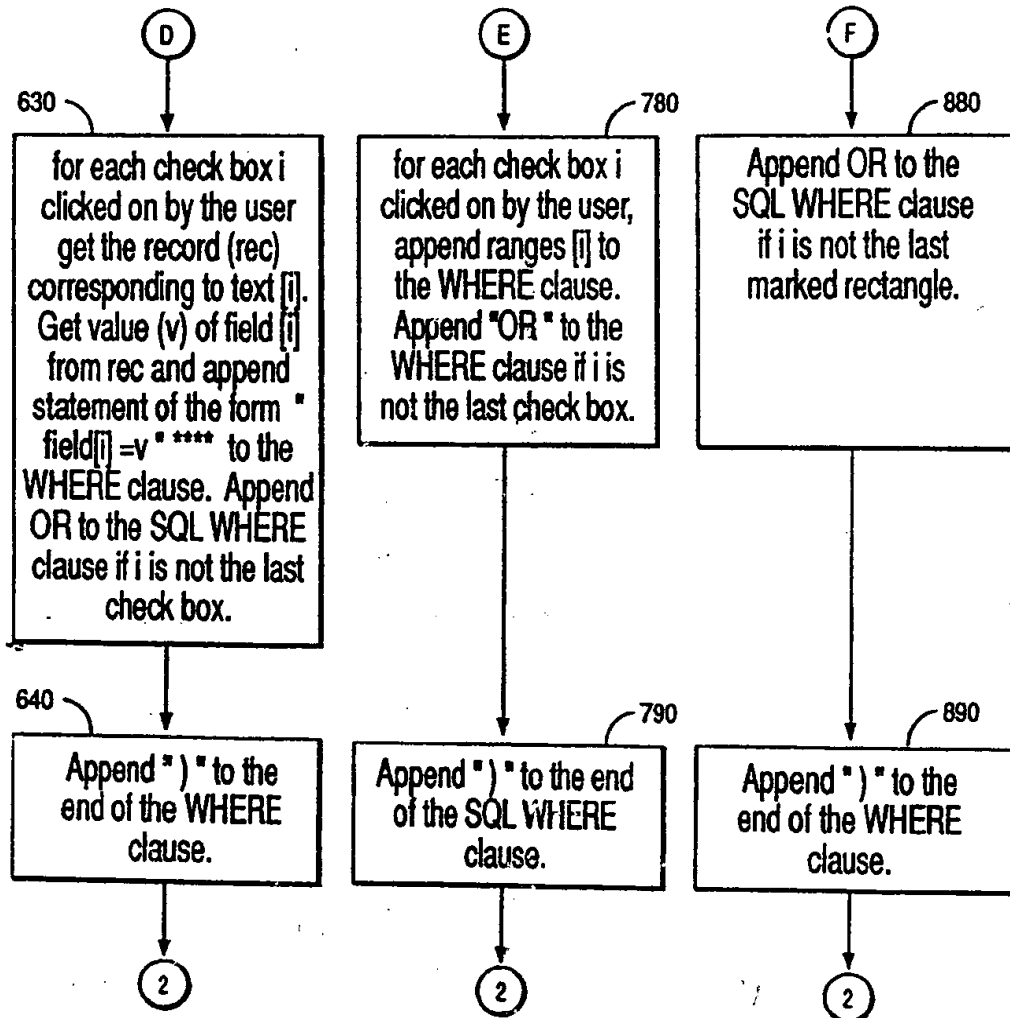 D
E
F
630
780
880
for each check box i
clicked on by the user
get the record (rec)
corresponding to text [i].
Get value (v) of field [i]
from rec and append
statement of the form "
field[i] =v " **** to the
WHERE clause. Append
OR to the SQL WHERE
clause if i is not the last
check box.
for each check box i
clicked on by the user,
append ranges [i] to
the WHERE clause.
Append "OR " to the
WHERE clause if i is
not the last check box.
Append OR to the
SQL WHERE clause
if i is not the last
marked rectangle.
640
790
890
Append " ) " to the
end of the WHERE
clause.
Append " ) " to the end
of the SQL WHERE
clause.
Append " ) " to the
end of the WHERE
clause.
2
2
2